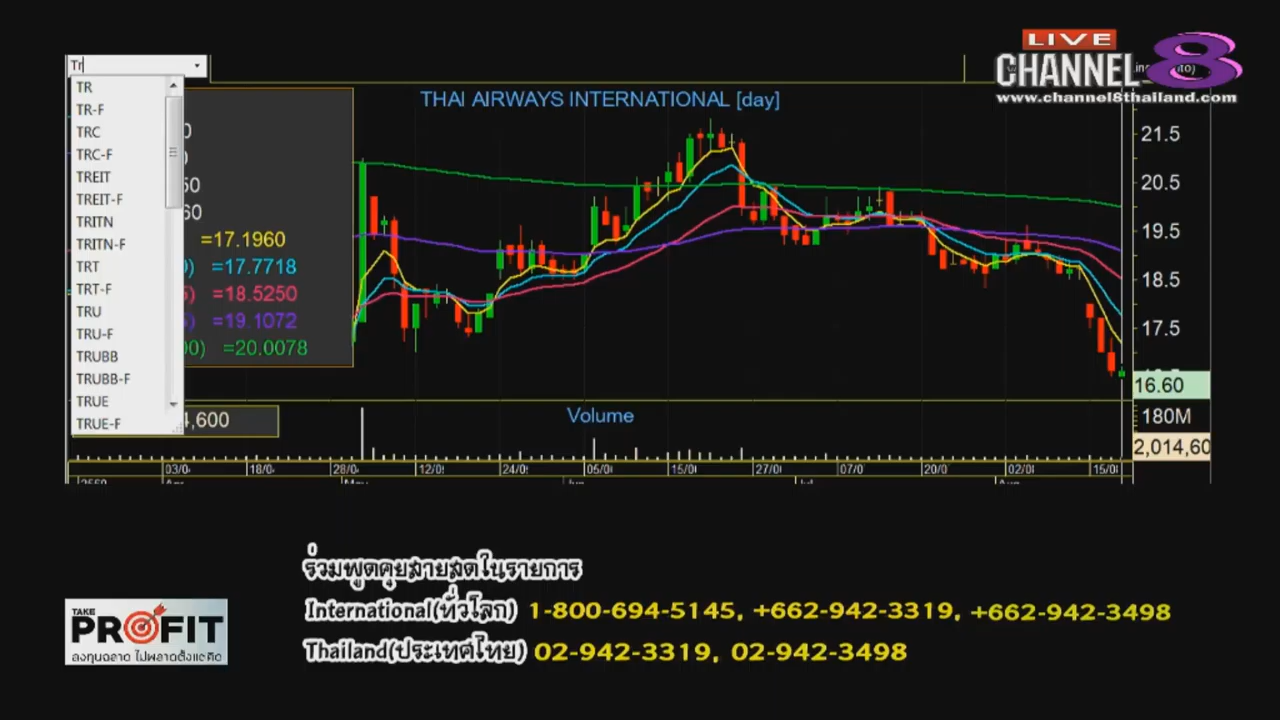 LIVE
CHANNEL 8
www.channel8thailand.com
Tr
TR
TR-F
TRC
TRC-F
TREIT
TREIT-F
TRITN
TRITN-F
TRT
TRT-F
TRU
TRU-F
TRUBB
TRUBB-F
TRUE
TRUE-F
=17.1960
=17.7718
=18.5250
=19.1072
=20.0078
4,600
THAI AIRWAYS INTERNATIONAL [day]
21.5
20.5
19.5
18.5
17.5
16.60
Volume
180M
2,014,60
03/0
18/0
28/0
12/0
24/0
05/0
15/0
27/0
07/0
20/0
02/0
15/0
ร่วมพูดคุยสายสดในรายการ
International(ทั่วโลก) 1-800-694-5145, +662-942-3319, +662-942-3498
Thailand(ประเทศไทย) 02-942-3319, 02-942-3498
TAKE
PROFIT
ลงทุนฉลาด ไม่พลาดตั้งแต่คิด